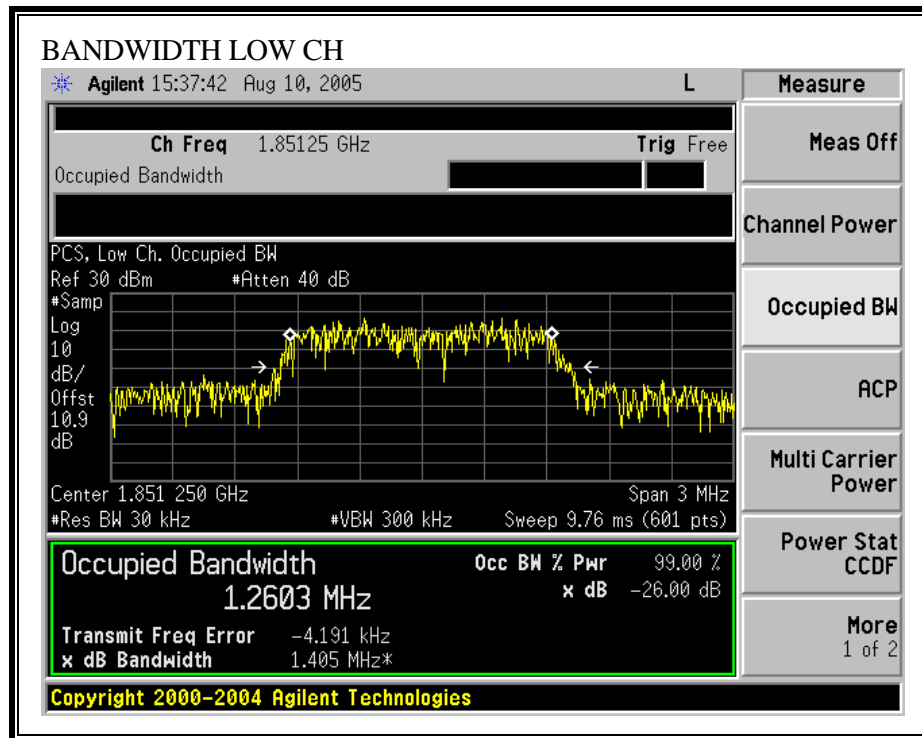 BANDWIDTH LOW CH
Agilent 15:37:42 Aug 10, 2005 L
Measure
Ch Freq 1.85125 GHz Trig Free
Occupied Bandwidth
Meas Off
Channel Power
PCS, Low Ch. Occupied BW
Ref 30 dBm #Atten 40 dB
#Samp
Log
10
dB/
Offst
10.9
dB
Occupied BW
ACP
Multi Carrier
Power
Center 1.851 250 GHz Span 3 MHz
#Res BW 30 kHz #VBW 300 kHz Sweep 9.76 ms (601 pts)
Occupied Bandwidth
1.2603 MHz
Occ BW % Pwr 99.00 %
x dB -26.00 dB
Transmit Freq Error -4.191 kHz
x dB Bandwidth 1.405 MHz*
Power Stat
CCDF
More
1 of 2
Copyright 2000-2004 Agilent Technologies